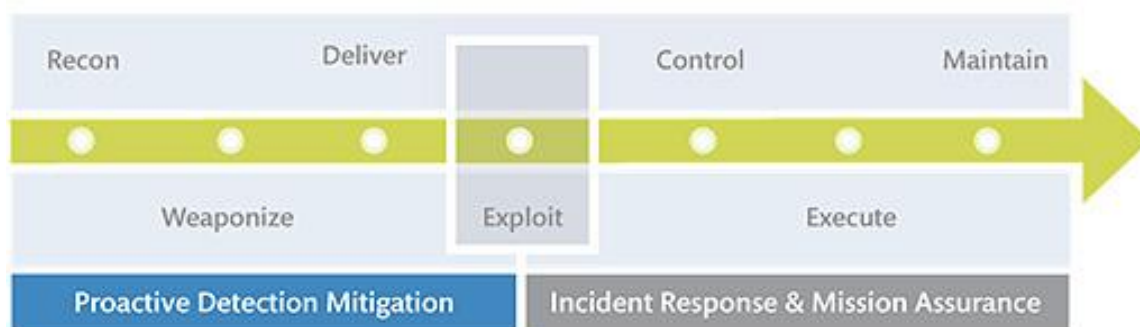 Recon
Deliver
Control
Maintain
Weaponize
Exploit
Execute
Proactive Detection Mitigation
Incident Response & Mission Assurance